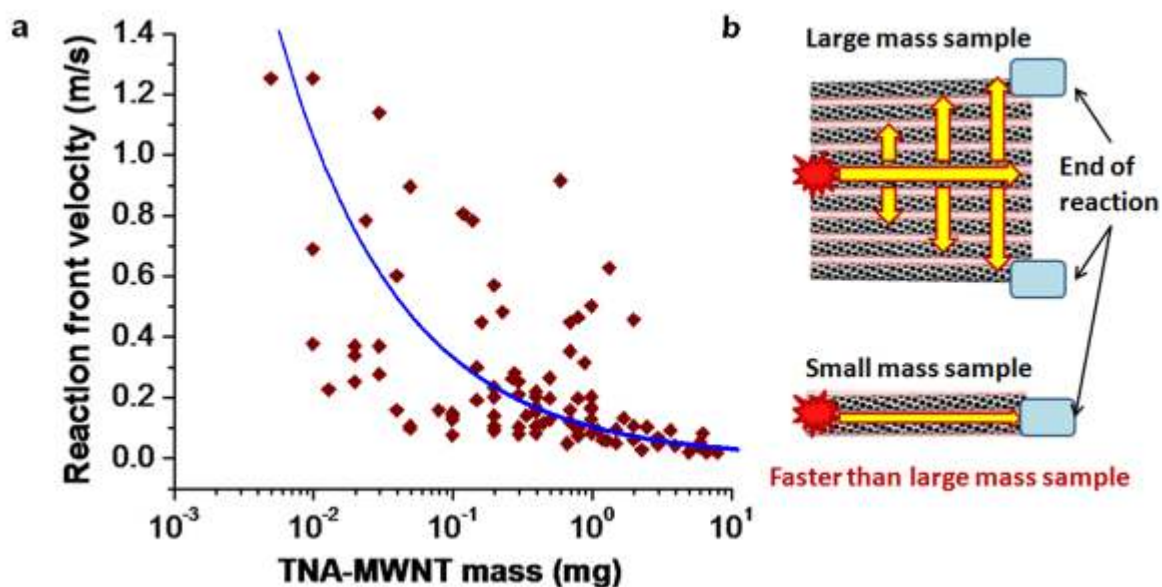 a
Reaction front velocity (m/s)
1.4
1.2
1.0
0.8
0.6
0.4
0.2
0.0
10-3
10-2
10-1
100
101
TNA-MWNT mass (mg)
b
Large mass sample
End of
reaction
Small mass sample
Faster than large mass sample